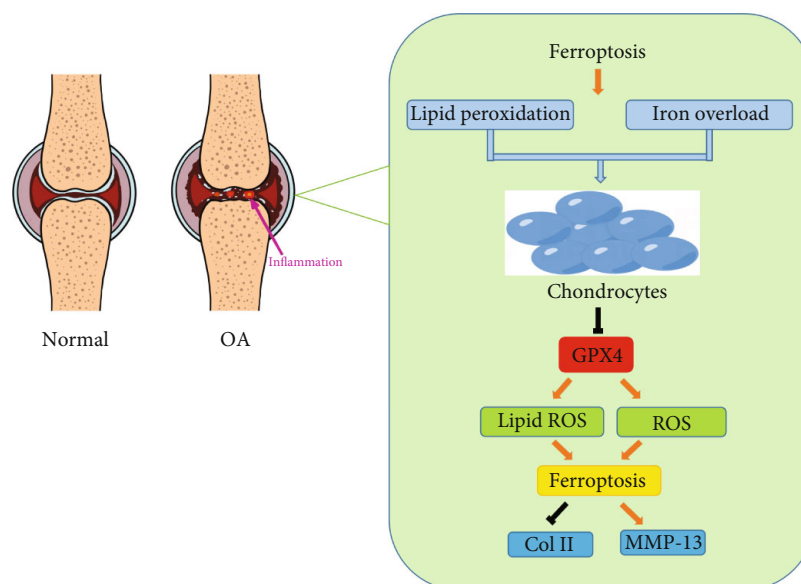 Ferroptosis
Lipid peroxidation
Iron overload
Inflammation
Chondrocytes
Normal
OA
GPX4
Lipid ROS
ROS
Ferroptosis
Col II
MMP-13